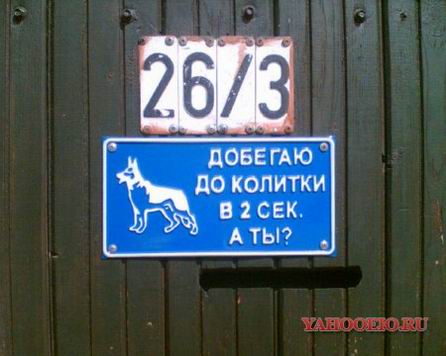 26/3
ДОБЕГАЮ
ДО КОЛИТКИ
В 2 СЕК.
А ТЫ?
YAHOOEIO.RU